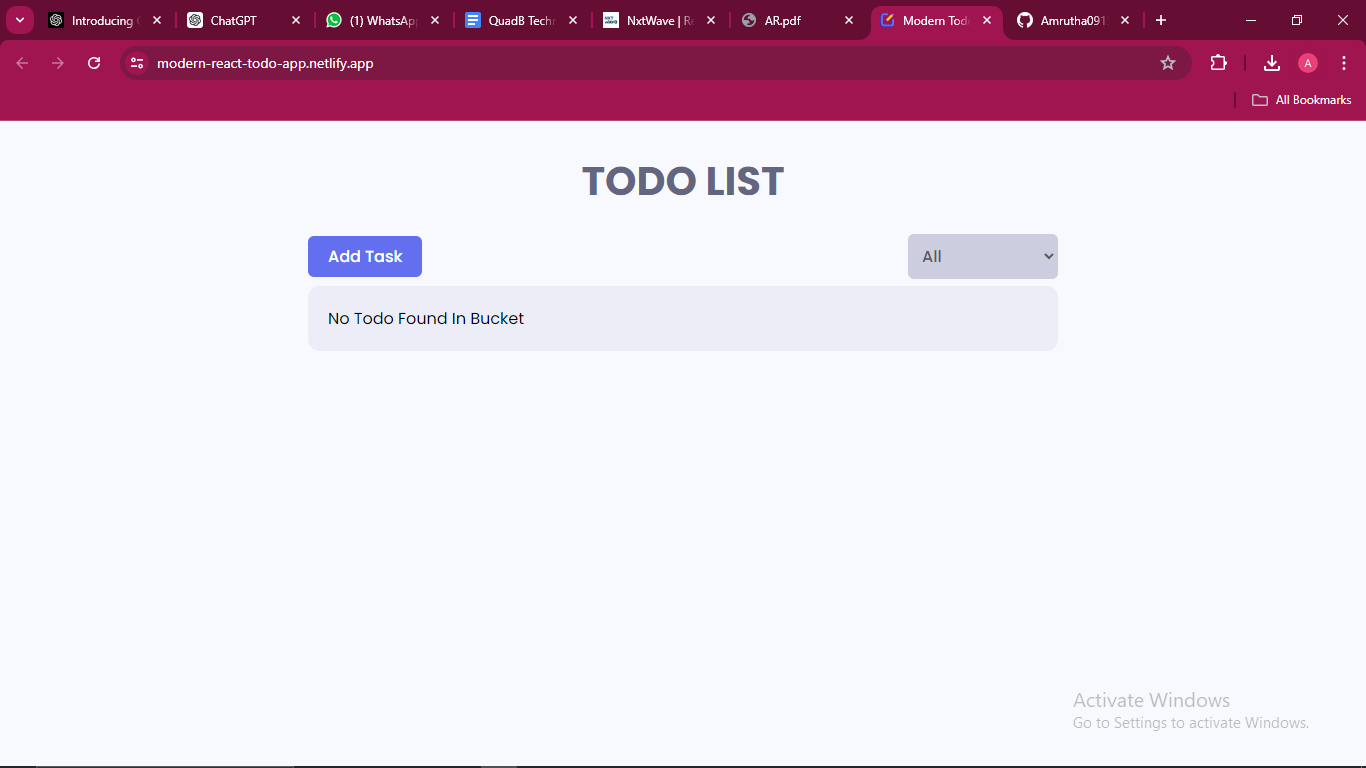 Introducing
ChatGPT
(1) WhatsApp
QuadB Techn
NxtWave | Re
AR.pdf
Modern Tod
Amrutha091
modern-react-todo-app.netlify.app
A
All Bookmarks
TODO LIST
Add Task
All
No Todo Found In Bucket
Activate Windows
Go to Settings to activate Windows.